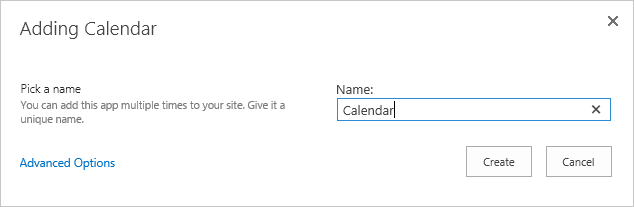 Adding Calendar
Pick a name
You can add this app multiple times to your site. Give it a
unique name.
Name:
Calendar
Advanced Options
Create
Cancel